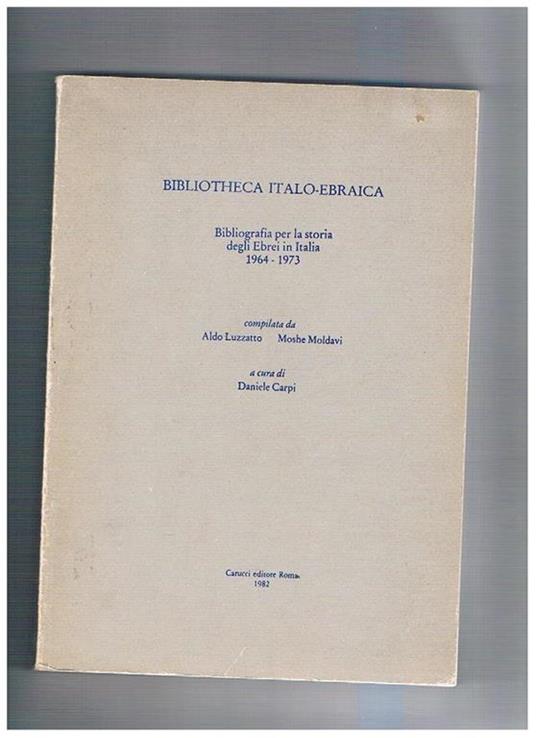 BIBLIOTHECA ITALO-EBRAICA
Bibliografia per la storia
degli Ebrei in Italia
1964 - 1973
compilata da
Aldo Luzzatto Moshe Moldavi
a cura di
Daniele Carpi
Carucci editore Roma
1982